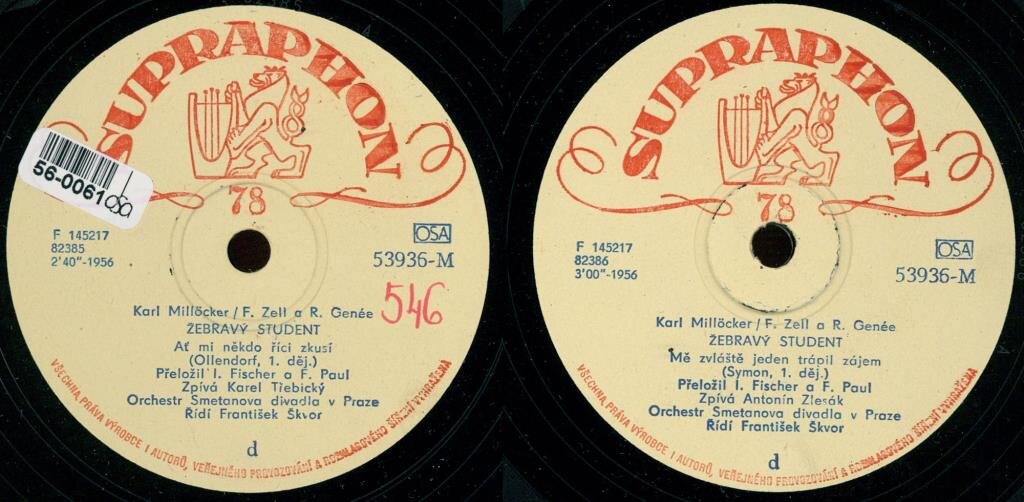 SUPRAPHON
78
56-0061
osa
F 145217
82385
2'40"-1956
OSA
53936-M
546
Karl Millöcker / F. Zell a R. Genée
ŽEBRAVÝ STUDENT
Ať mi někdo říci zkusí
(Ollendorf, 1. děj.)
Přeložil I. Fischer a F. Paul
Zpívá Karel Třebický
Orchestr Smetanova divadla v Praze
Řídí František Škvor
d
VŠECHNA PRÁVA VÝROBCE I AUTORŮ, VEŘEJNÉHO PROVOZOVÁNÍ A ROZHLASOVÉHO ŠÍŘENÍ VYHRAŽENA
SUPRAPHON
78
F 145217
82386
3'00"-1956
OSA
53936-M
Karl Millöcker / F. Zell a R. Genée
ŽEBRAVÝ STUDENT
Mě zvláště jeden trápil zájem
(Symon, 1. děj.)
Přeložil I. Fischer a F. Paul
Zpívá Antonín Zlesák
Orchestr Smetanova divadla v Praze
Řídí František Škvor
d
VŠECHNA PRÁVA VÝROBCE I AUTORŮ, VEŘEJNÉHO PROVOZOVÁNÍ A ROZHLASOVÉHO ŠÍŘENÍ VYHRAŽENA